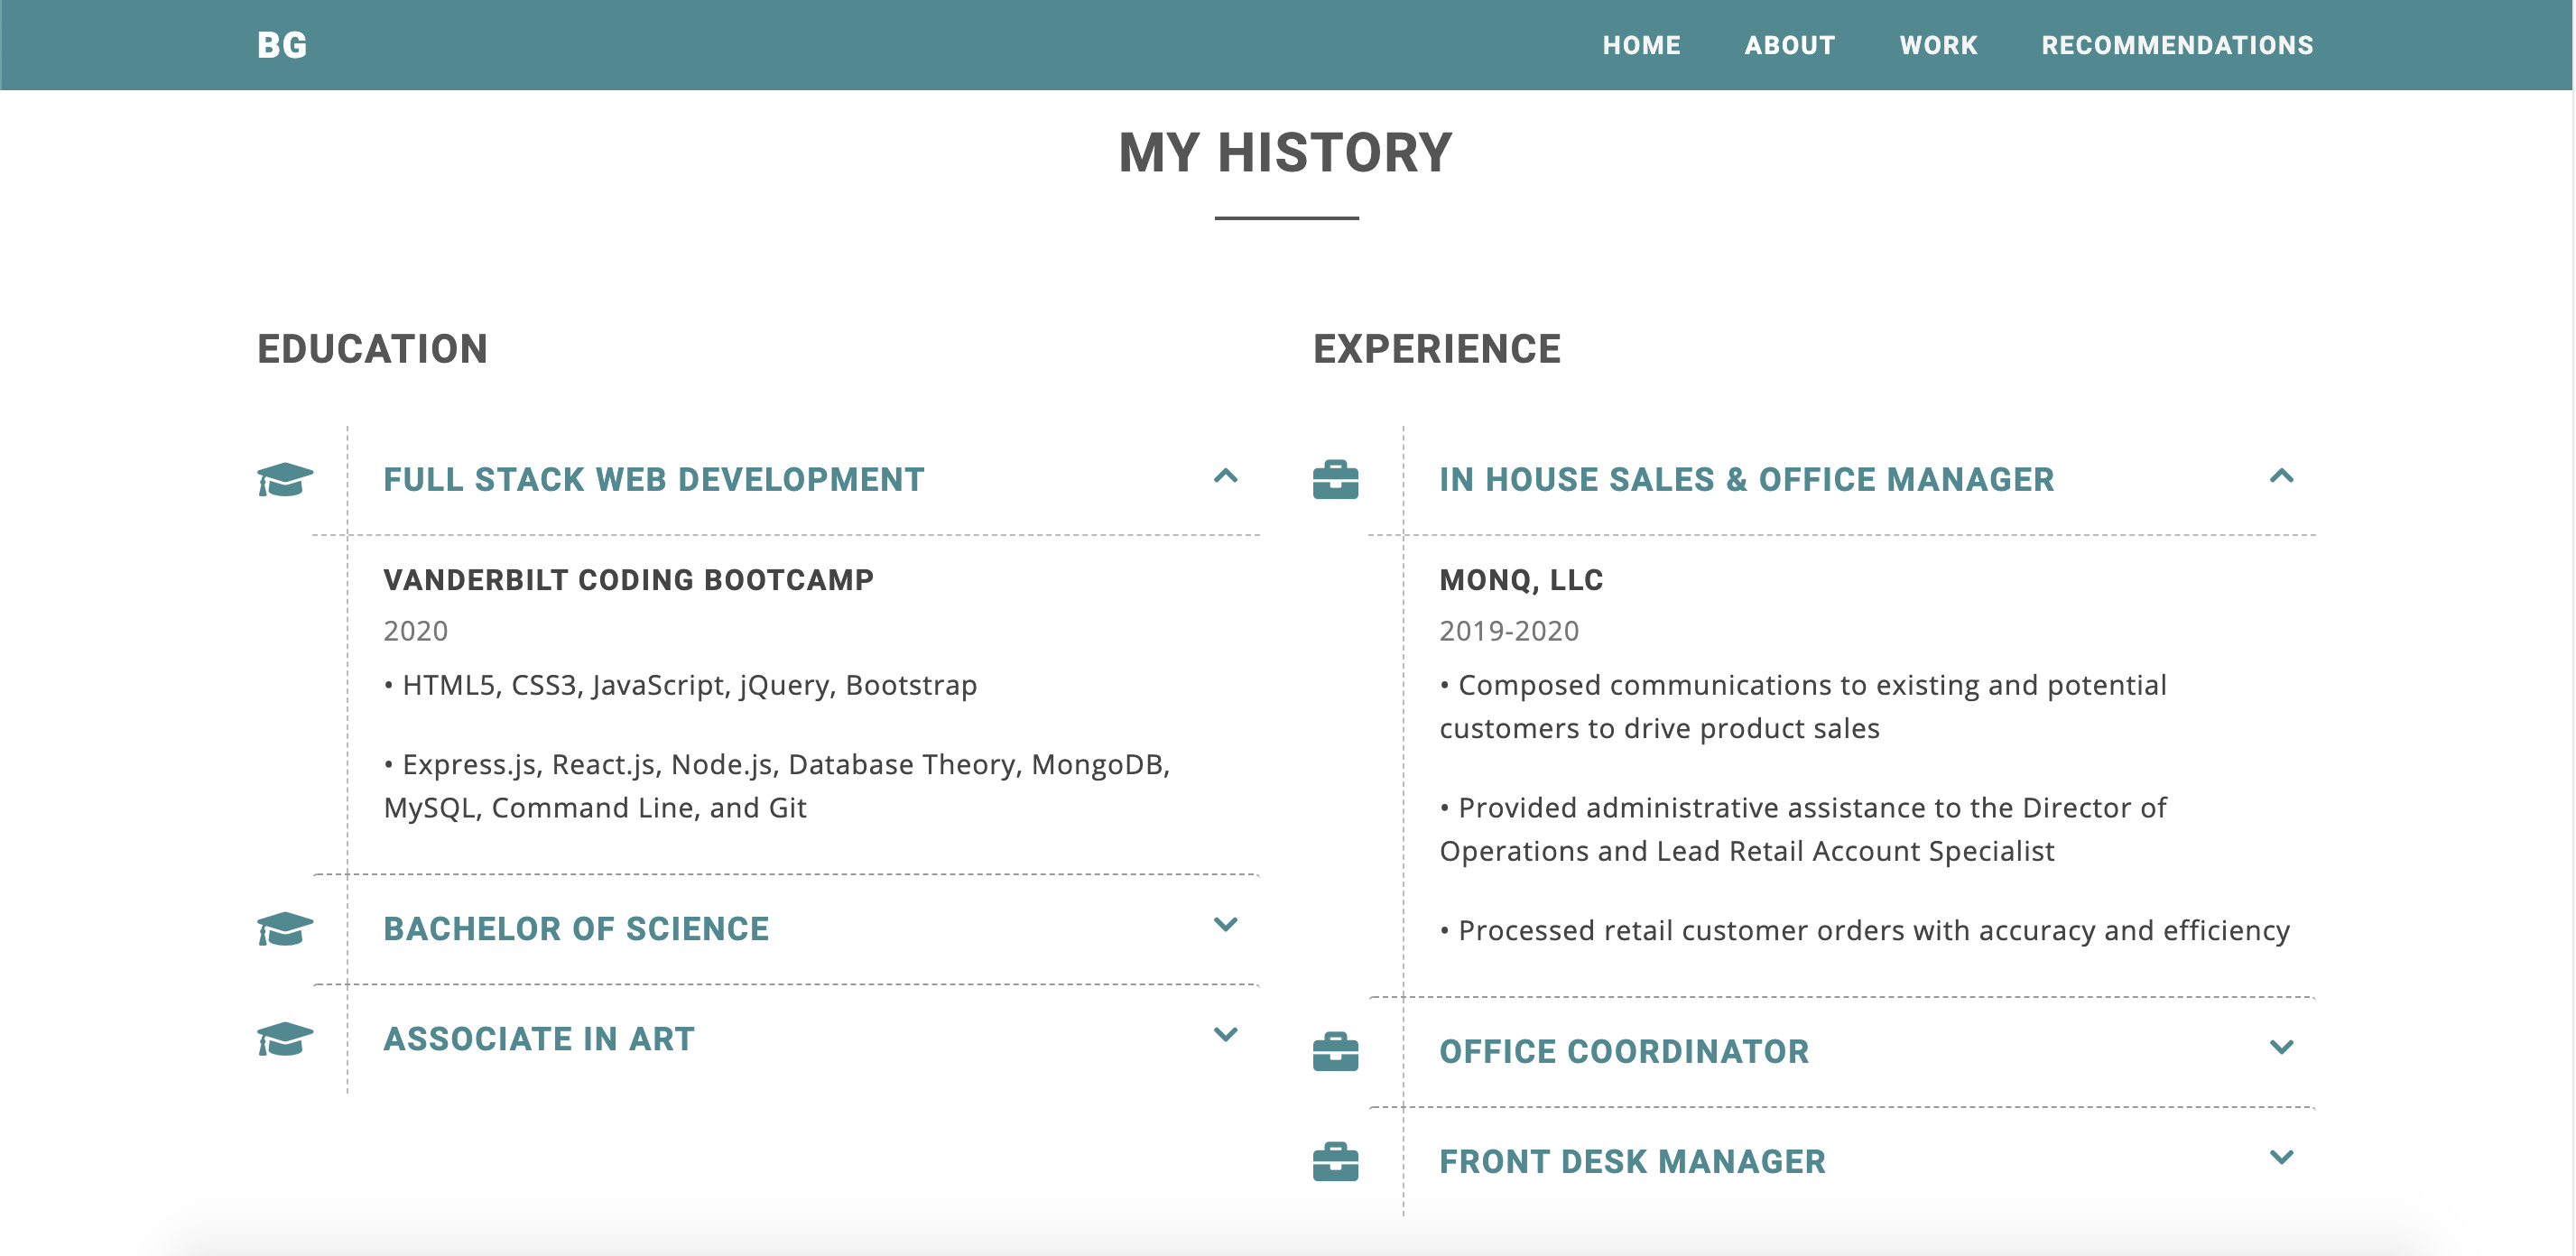 BG
HOME ABOUT WORK RECOMMENDATIONS
MY HISTORY
EDUCATION
FULL STACK WEB DEVELOPMENT
VANDERBILT CODING BOOTCAMP
2020
• HTML5, CSS3, JavaScript, jQuery, Bootstrap
• Express.js, React.js, Node.js, Database Theory, MongoDB,
MySQL, Command Line, and Git
BACHELOR OF SCIENCE
ASSOCIATE IN ART
EXPERIENCE
IN HOUSE SALES & OFFICE MANAGER
MONQ, LLC
2019-2020
• Composed communications to existing and potential
customers to drive product sales
• Provided administrative assistance to the Director of
Operations and Lead Retail Account Specialist
• Processed retail customer orders with accuracy and efficiency
OFFICE COORDINATOR
FRONT DESK MANAGER